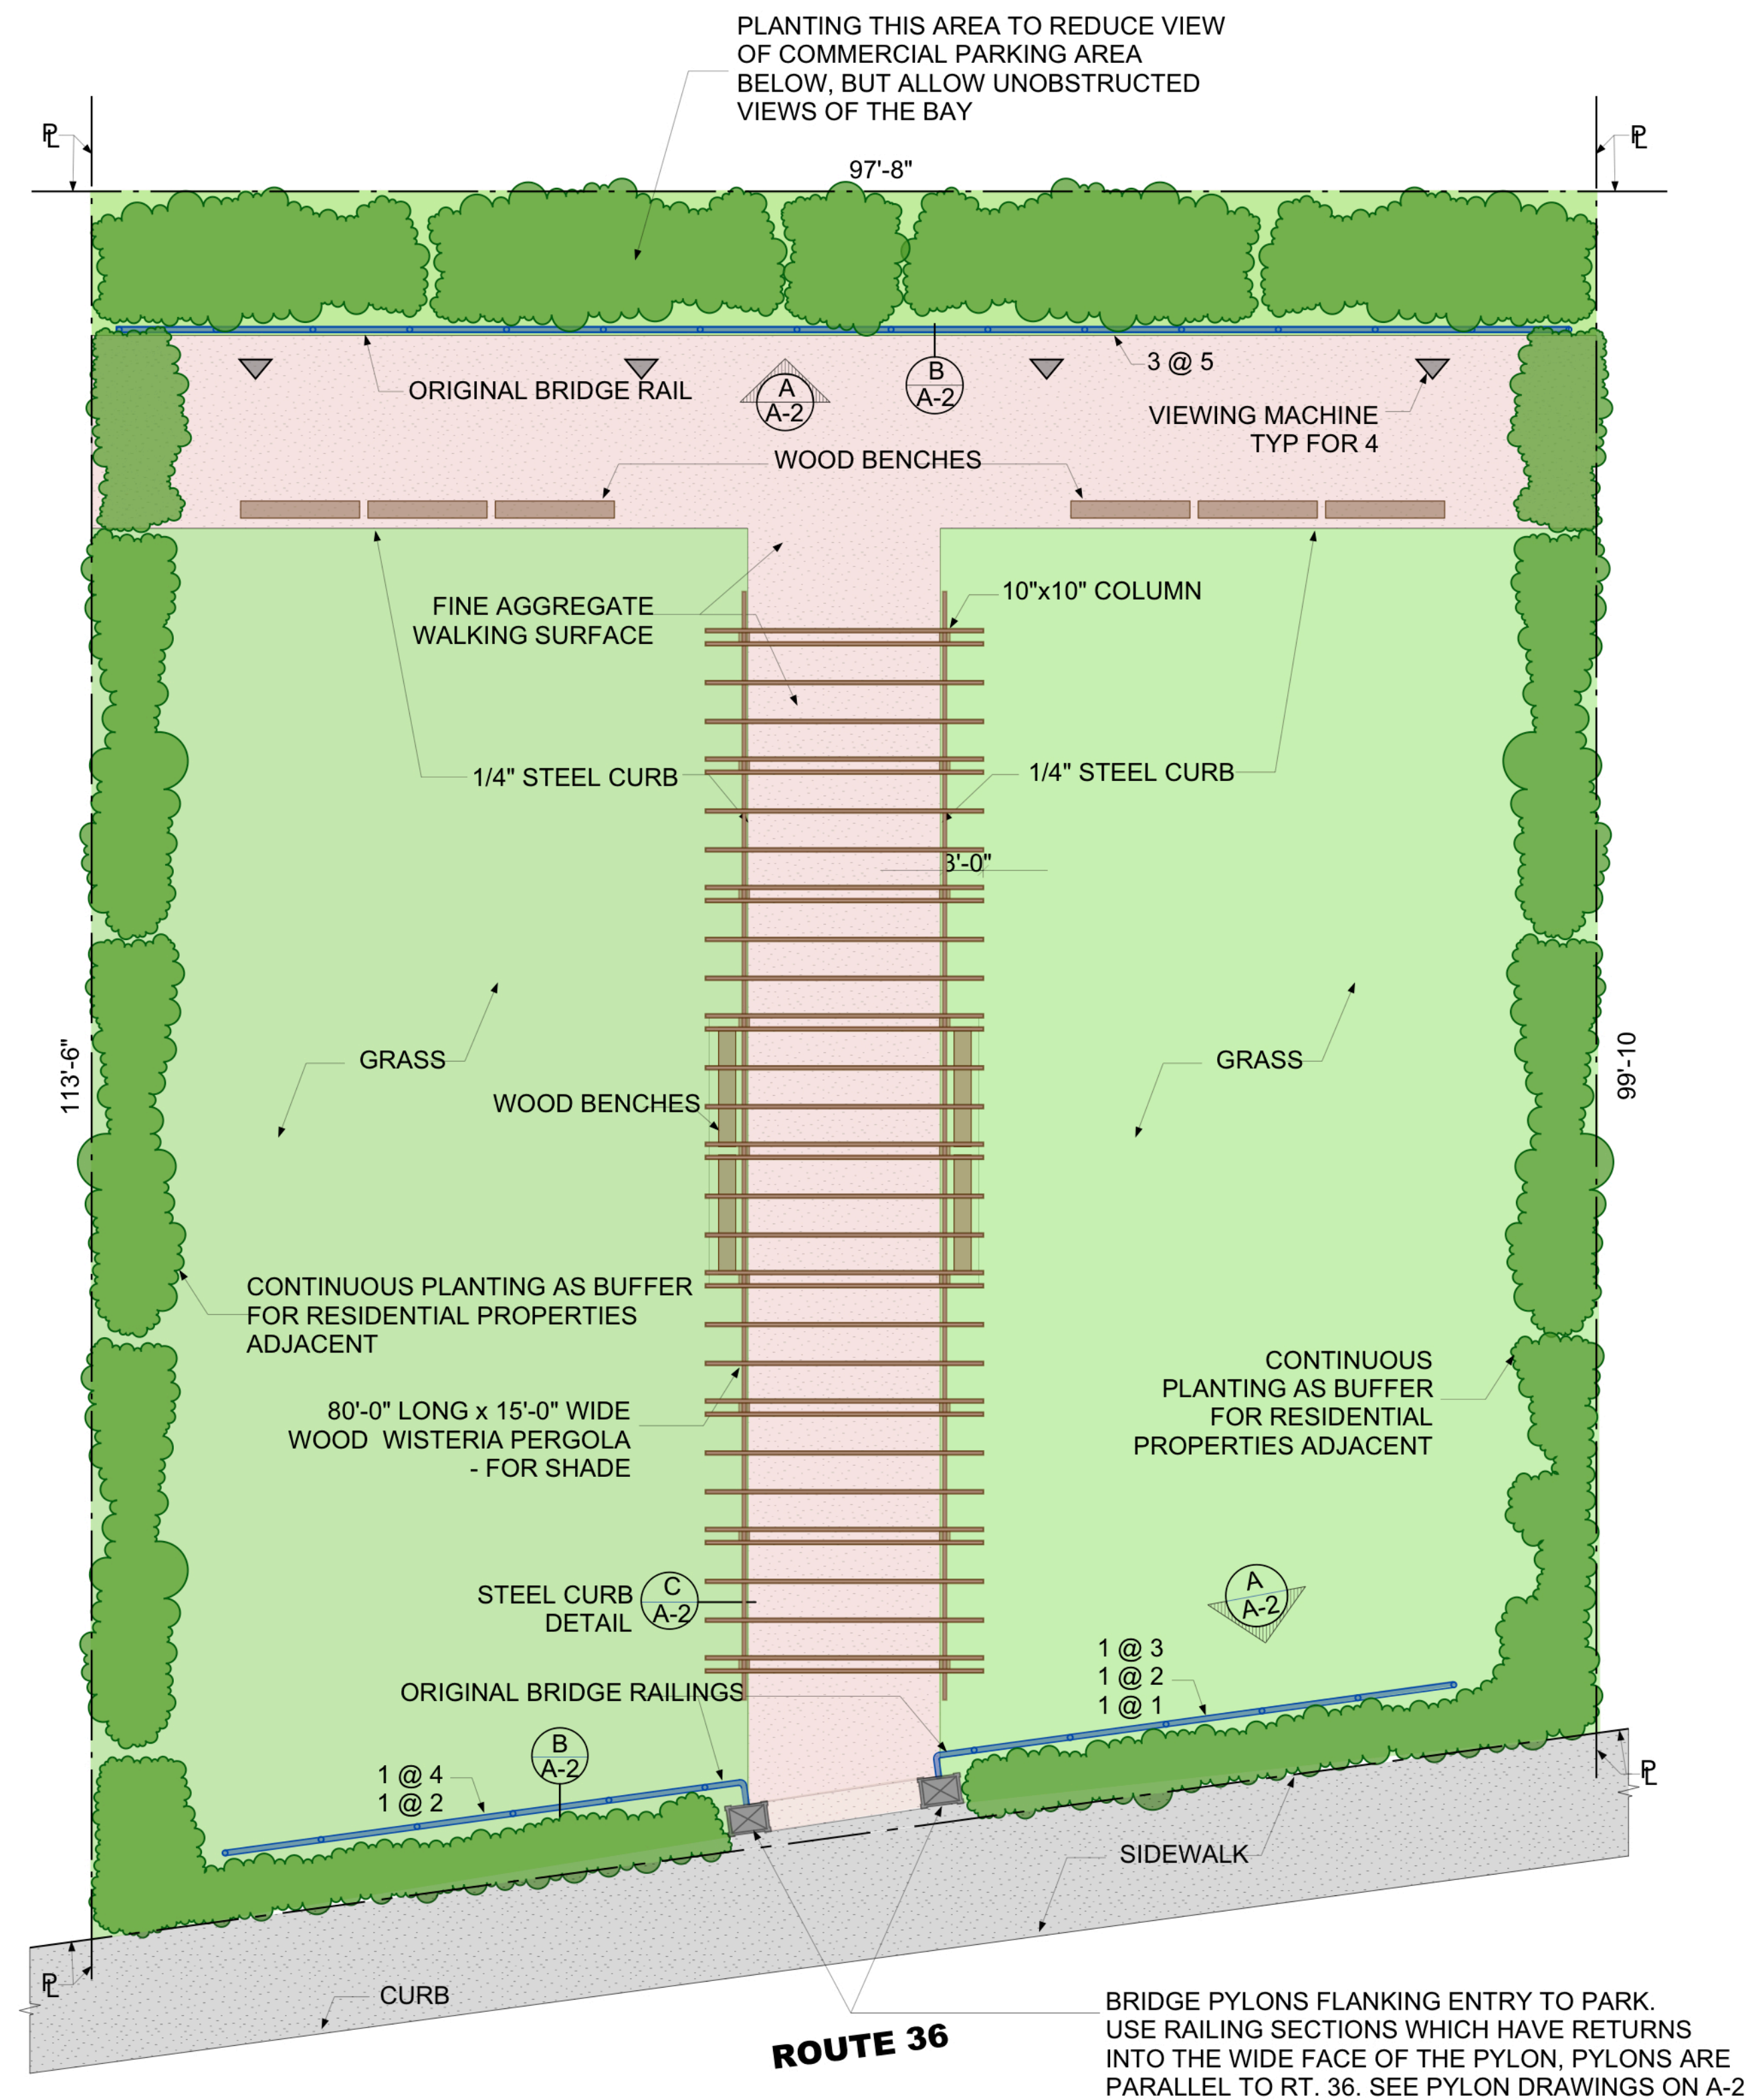 PLANTING THIS AREA TO REDUCE VIEW
OF COMMERCIAL PARKING AREA
BELOW, BUT ALLOW UNOBSTRUCTED
VIEWS OF THE BAY
PL
PL
97'-8"
3 @ 5
ORIGINAL BRIDGE RAIL
A
A-2
B
A-2
VIEWING MACHINE
TYP FOR 4
WOOD BENCHES
FINE AGGREGATE
WALKING SURFACE
10"x10" COLUMN
1/4" STEEL CURB
1/4" STEEL CURB
3'-0"
113'-6"
99'-10
GRASS
GRASS
WOOD BENCHES
CONTINUOUS PLANTING AS BUFFER
FOR RESIDENTIAL PROPERTIES
ADJACENT
CONTINUOUS
PLANTING AS BUFFER
FOR RESIDENTIAL
PROPERTIES ADJACENT
80'-0" LONG x 15'-0" WIDE
WOOD WISTERIA PERGOLA
- FOR SHADE
STEEL CURB
DETAIL
C
A-2
A
A-2
1 @ 3
1 @ 2
1 @ 1
ORIGINAL BRIDGE RAILINGS
B
A-2
1 @ 4
1 @ 2
PL
SIDEWALK
PL
CURB
ROUTE 36
BRIDGE PYLONS FLANKING ENTRY TO PARK.
USE RAILING SECTIONS WHICH HAVE RETURNS
INTO THE WIDE FACE OF THE PYLON, PYLONS ARE
PARALLEL TO RT. 36. SEE PYLON DRAWINGS ON A-2